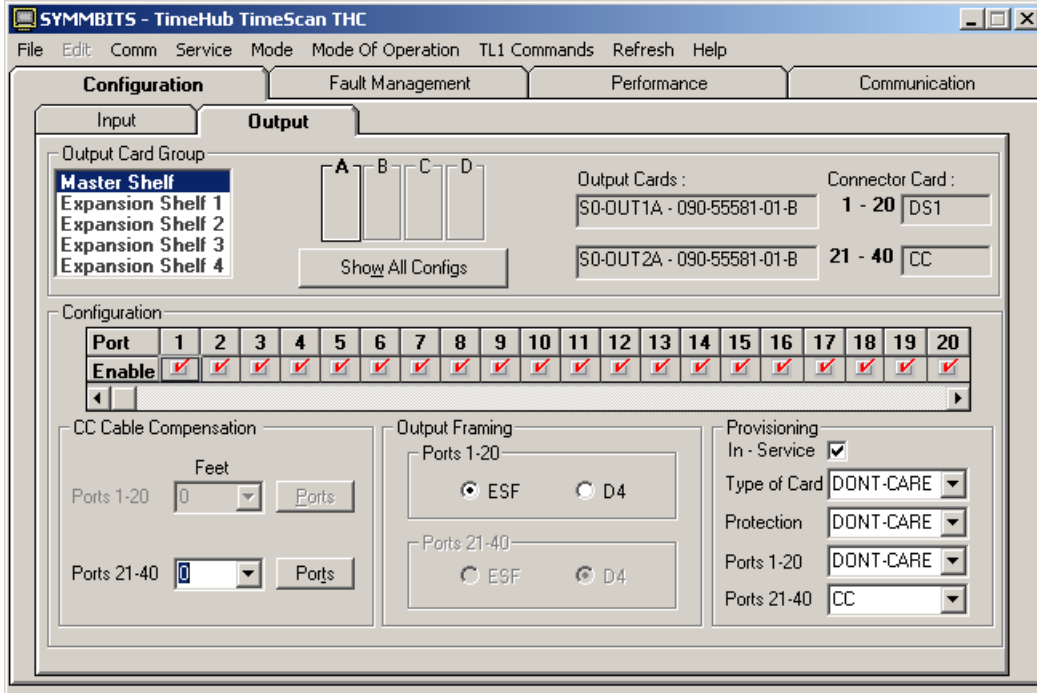 SYMMBITS - TimeHub TimeScan THC
File Edit Comm Service Mode Mode Of Operation TL1 Commands Refresh Help
Configuration Fault Management Performance Communication
Input Output
Output Card Group
Master Shelf
Expansion Shelf 1
Expansion Shelf 2
Expansion Shelf 3
Expansion Shelf 4
A B C D
Show All Configs
Output Cards : Connector Card :
S0-OUT1A - 090-55581-01-B 1 - 20 DS1
S0-OUT2A - 090-55581-01-B 21 - 40 CC
Configuration
Port 1 2 3 4 5 6 7 8 9 10 11 12 13 14 15 16 17 18 19 20
Enable
CC Cable Compensation
Feet
Ports 1-20 0 Ports
Ports 21-40 0 Ports
Output Framing
Ports 1-20
ESF D4
Ports 21-40
ESF D4
Provisioning
In - Service
Type of Card DONT-CARE
Protection DONT-CARE
Ports 1-20 DONT-CARE
Ports 21-40 CC